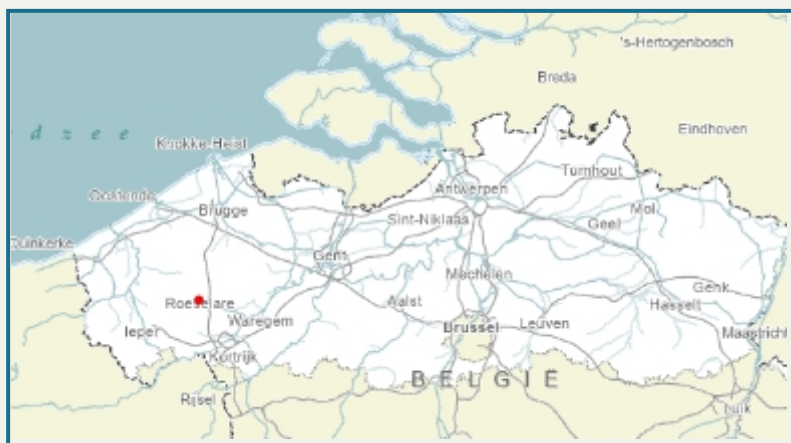 's-Hertogenbosch
Breda
Eindhoven
d z e e
Knokke-Heist
Turnhout
Antwerpen
Oostende
Brugge
Mol
Sint-Niklaas
Geel
Duinkerke
Gent
Mechelen
Genk
Roeselare
Aalst
Hasselt
Waregem
Ieper
Brussel
Leuven
Maastricht
Kortrijk
BELGIË
Rijsel
Luik